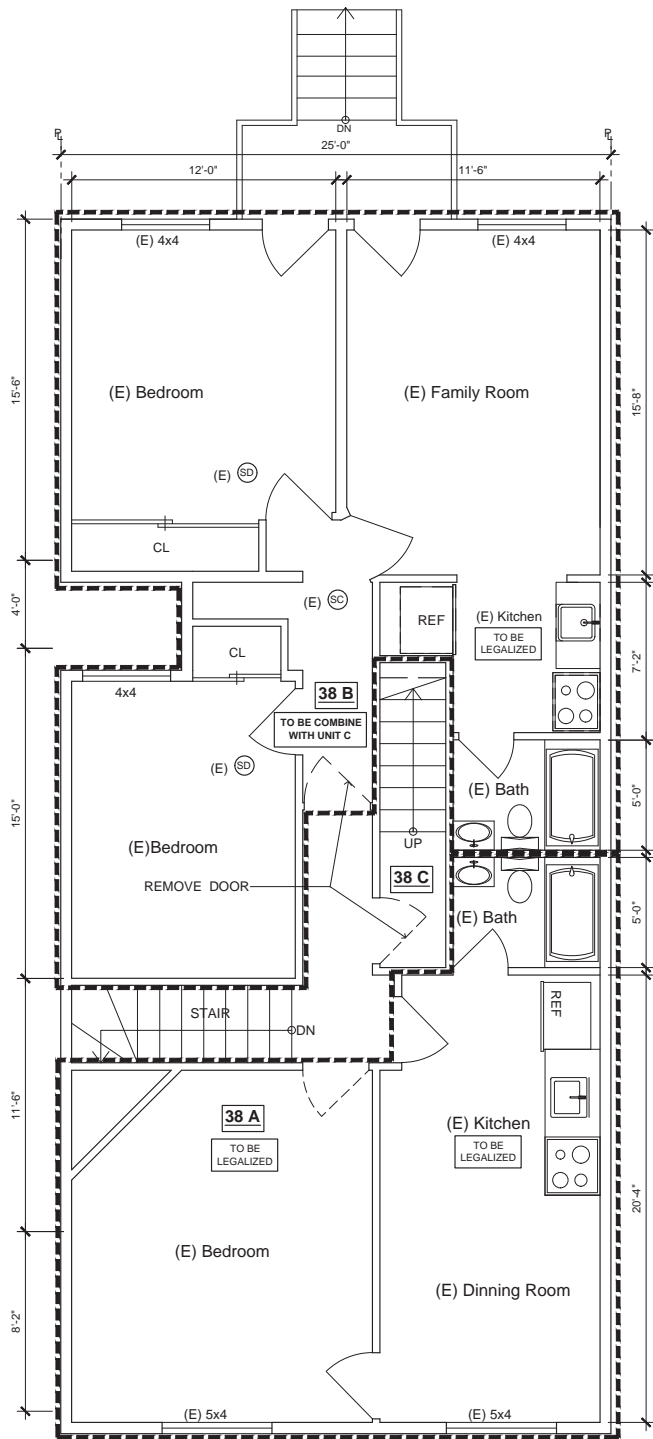 DN
PL
25'-0"
PL
12'-0"
11'-6"
(E) 4x4
(E) 4x4
15'-6"
(E) Bedroom
(E) Family Room
15'-8"
(E) SD
CL
4'-0"
(E) SC
REF
(E) Kitchen
TO BE
LEGALIZED
7'-2"
CL
4x4
38 B
TO BE COMBINE
WITH UNIT C
(E) SD
(E) Bath
5'-0"
15'-0"
(E)Bedroom
UP
38 C
REMOVE DOOR
(E) Bath
5'-0"
STAIR
DN
REF
11'-6"
38 A
TO BE
LEGALIZED
(E) Kitchen
TO BE
LEGALIZED
20'-4"
(E) Bedroom
(E) Dinning Room
8'-2"
(E) 5x4
(E) 5x4